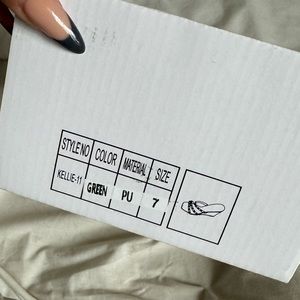 STYLE NO COLOR MATERIAL SIZE
KELLIE-11 GREEN PU 7